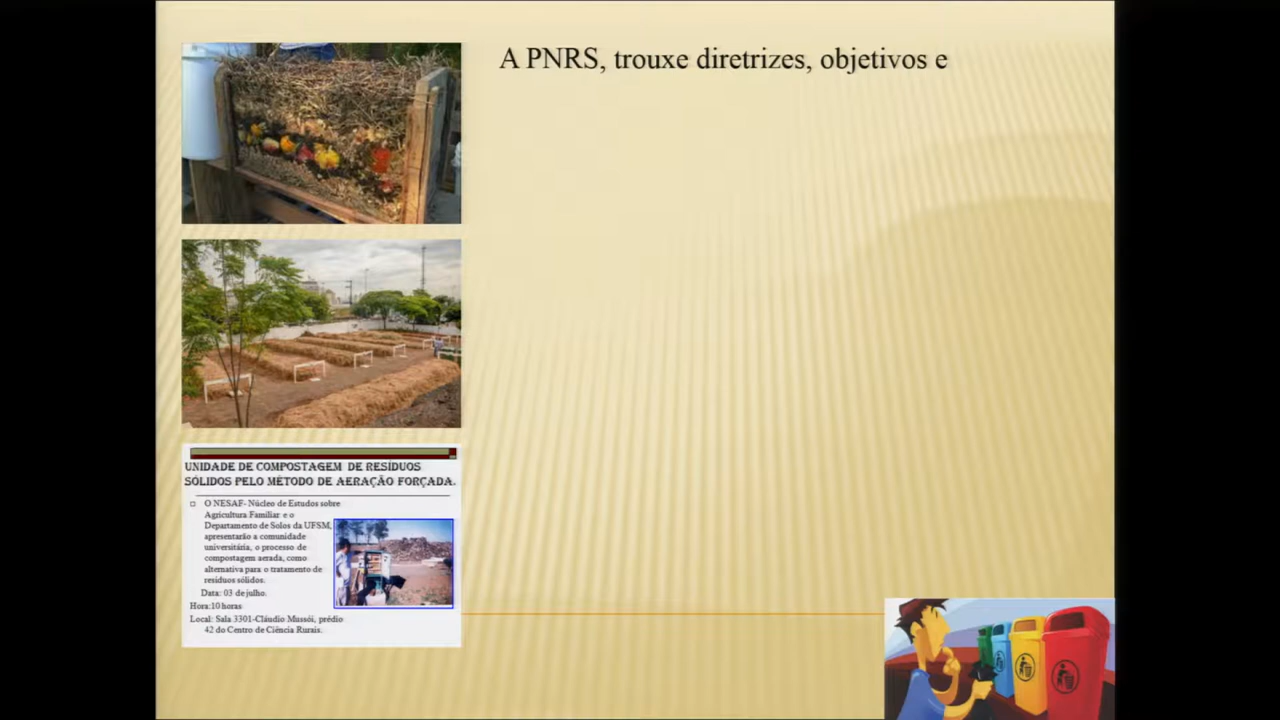 A PNRS, trouxe diretrizes, objetivos e
UNIDADE DE COMPOSTAGEM DE RESÍDUOS
SÓLIDOS PELO MÉTODO DE AERAÇÃO FORÇADA.
O NESAF- Núcleo de Estudos sobre
Agricultura Familiar e o
Departamento de Solos da UFSM,
apresentarão a comunidade
universitária, o processo de
compostagem aerada, como
alternativa para o tratamento de
resíduos sólidos.
Data: 03 de julho.
Hora:10 horas
Local: Sala 3301-Cláudio Mussói, prédio
42 do Centro de Ciência Rurais.